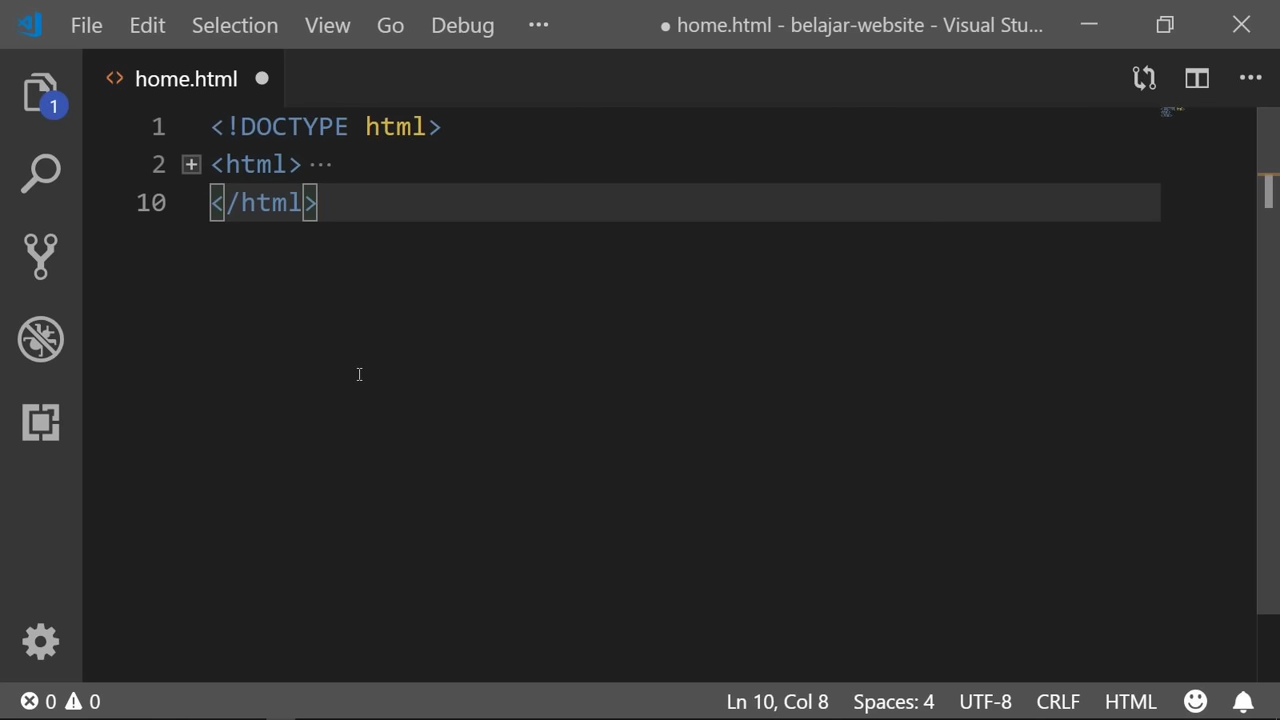 File Edit Selection View Go Debug ··· ● home.html - belajar-website - Visual Stu...
<> home.html ●
1
1 <!DOCTYPE html>
2 <html>···
10 </html>
0 0 Ln 10, Col 8 Spaces: 4 UTF-8 CRLF HTML